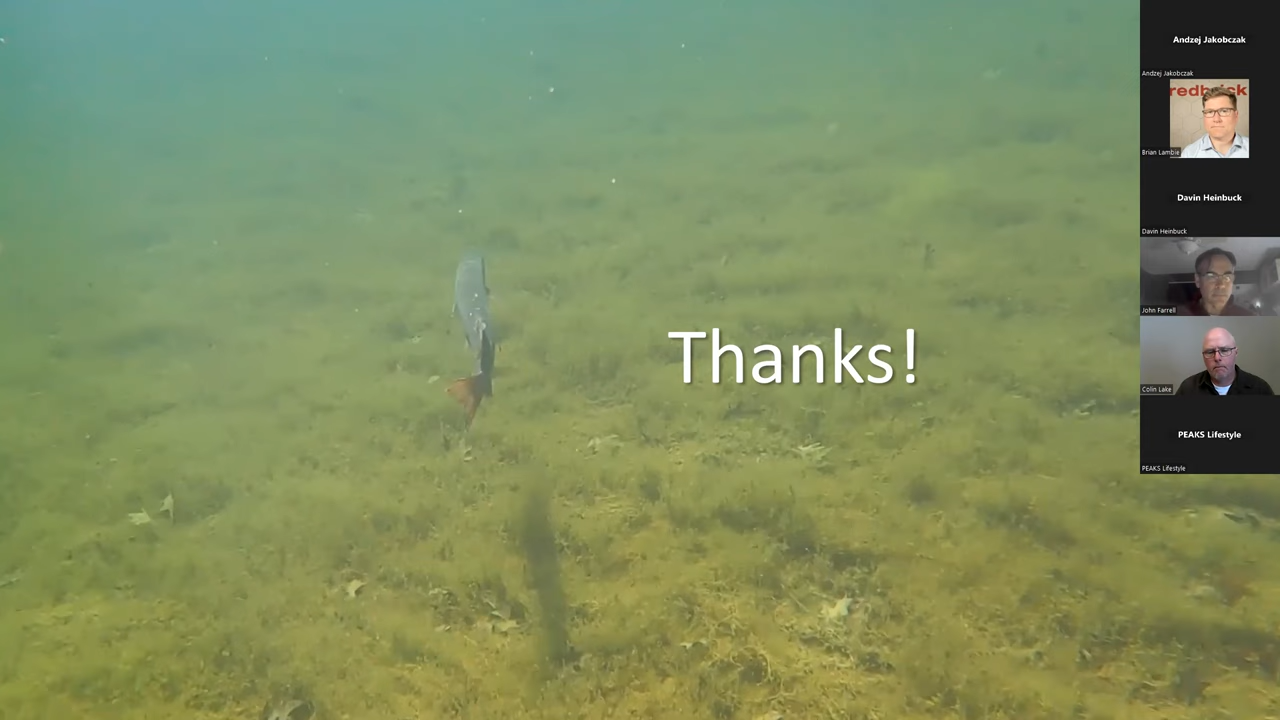 Thanks!
Andzej Jakobczak
Andzej Jakobczak
redbrick
Brian Lambie
Davin Heinbuck
Davin Heinbuck
John Farrell
Colin Lake
PEAKS Lifestyle
PEAKS Lifestyle